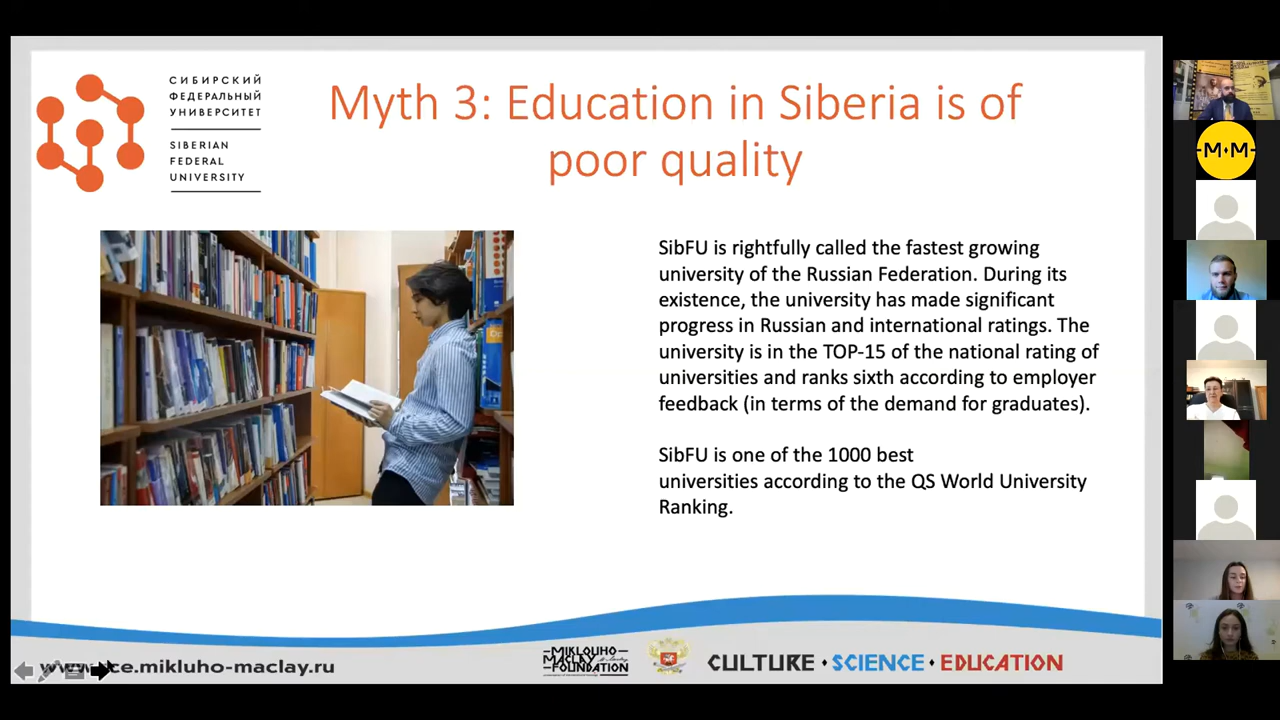 СИБИРСКИЙ
ФЕДЕРАЛЬНЫЙ
УНИВЕРСИТЕТ
SIBERIAN
FEDERAL
UNIVERSITY
Myth 3: Education in Siberia is of
poor quality
SibFU is rightfully called the fastest growing
university of the Russian Federation. During its
existence, the university has made significant
progress in Russian and international ratings. The
university is in the TOP-15 of the national rating of
universities and ranks sixth according to employer
feedback (in terms of the demand for graduates).
SibFU is one of the 1000 best
universities according to the QS World University
Ranking.
M•M
ce.mikluho-maclay.ru
MIKLOUHO-
MACLAY
FOUNDATION
CULTURE • SCIENCE • EDUCATION